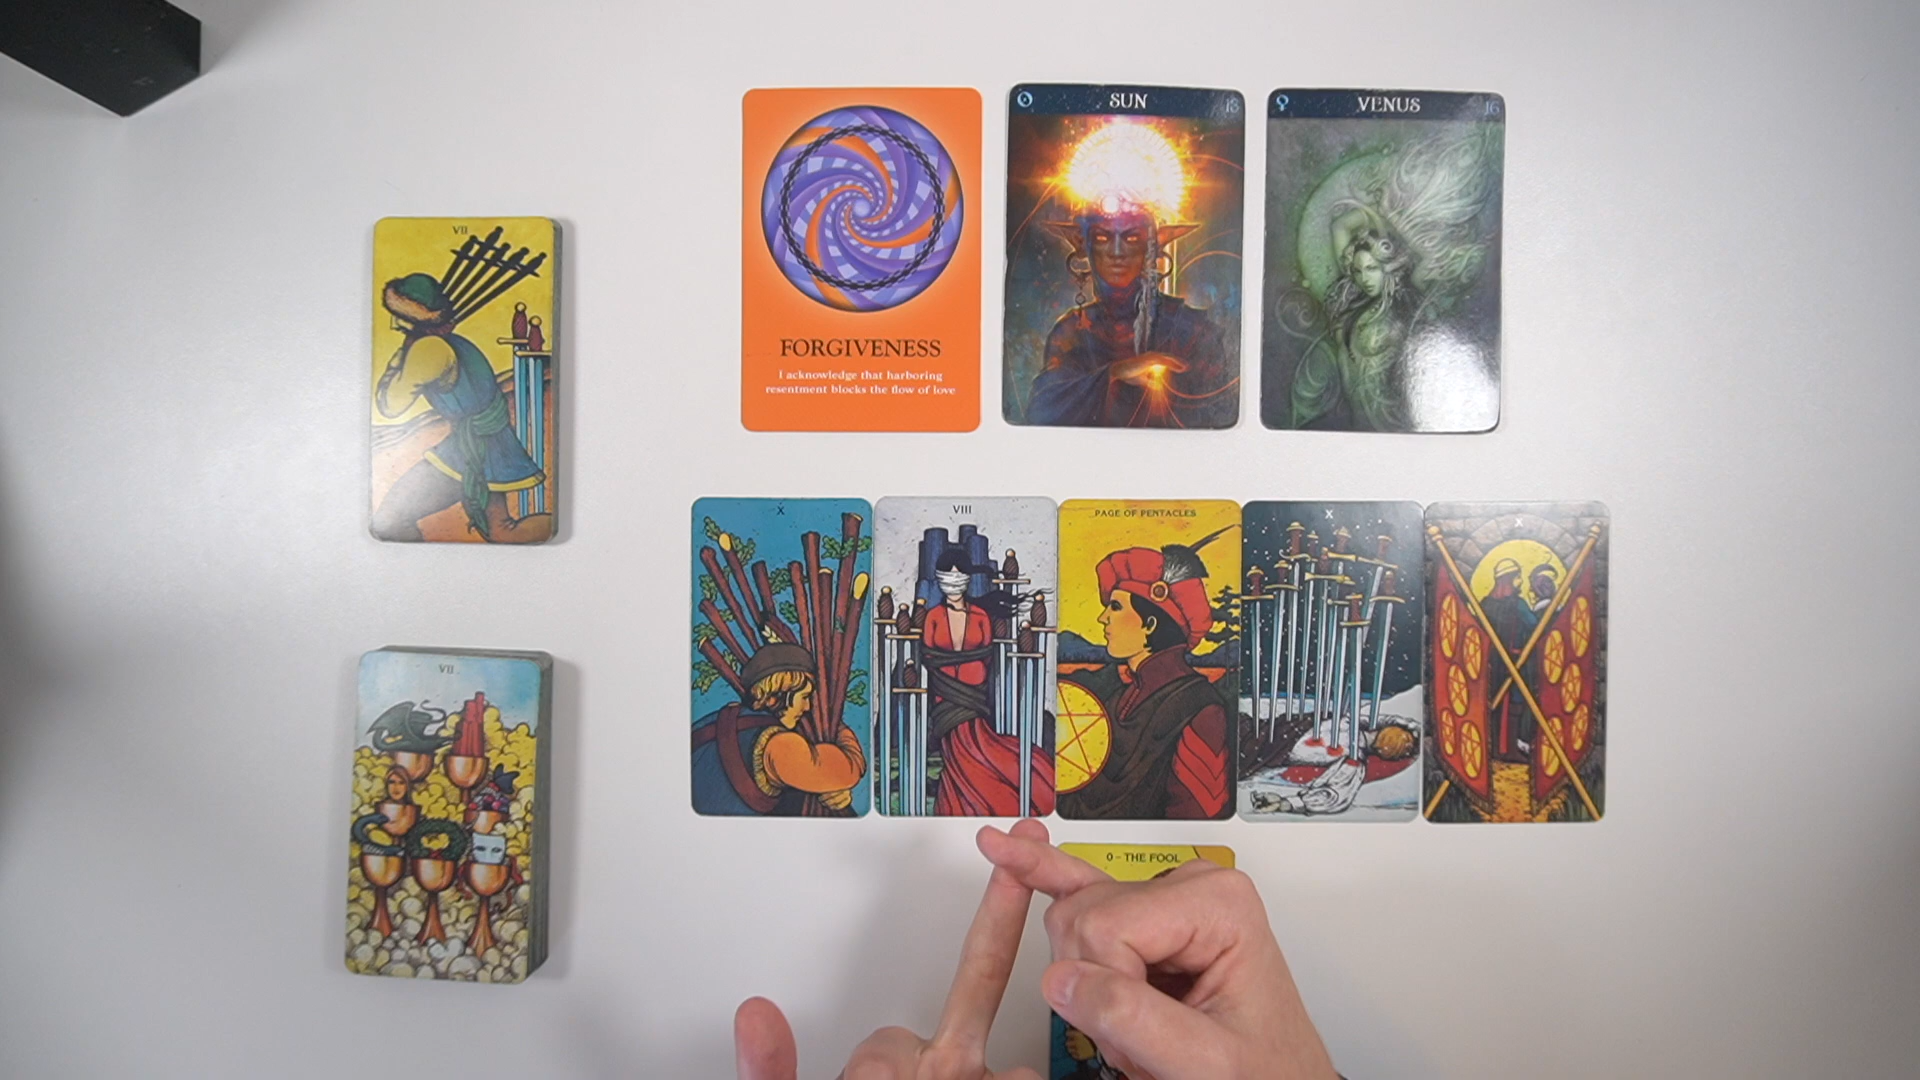 VII
FORGIVENESS
I acknowledge that harboring
resentment blocks the flow of love
SUN
13
VENUS
16
VII
X
VIII
PAGE OF PENTACLES
X
X
0-THE FOOL